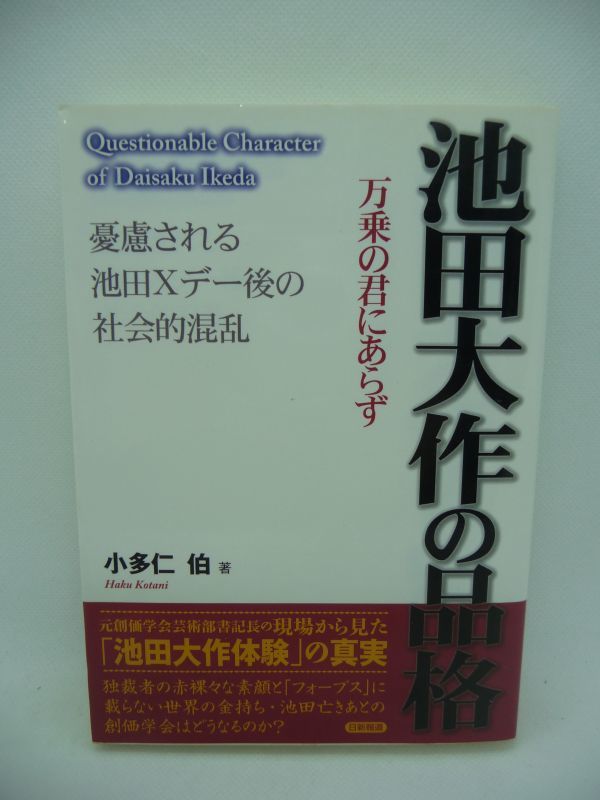 池田大作の品格
万乗の君にあらず
Questionable Character
of Daisaku Ikeda
憂慮される
池田Xデー後の
社会的混乱
小多仁 伯 著
Haku Kotani
元創価学会芸術部書記長の現場から見た
「池田大作体験」の真実
独裁者の赤裸々な素顔と「フォーブス」に
載らない世界の金持ち・池田亡きあとの
創価学会はどうなるのか?
日新報道